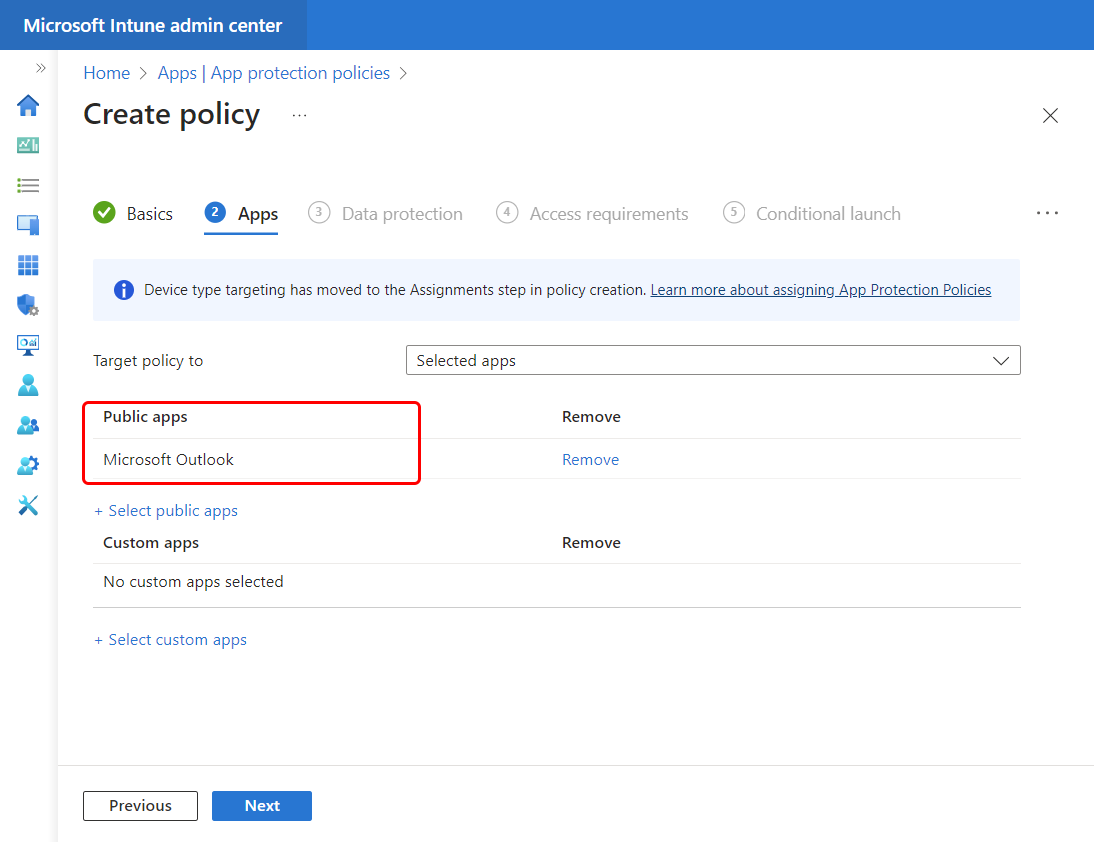 Microsoft Intune admin center
Home > Apps | App protection policies >
Create policy ...
Basics 2 Apps 3 Data protection 4 Access requirements 5 Conditional launch ...
Device type targeting has moved to the Assignments step in policy creation. Learn more about assigning App Protection Policies
Target policy to Selected apps
Public apps Remove
Microsoft Outlook Remove
+ Select public apps
Custom apps Remove
No custom apps selected
+ Select custom apps
Previous Next